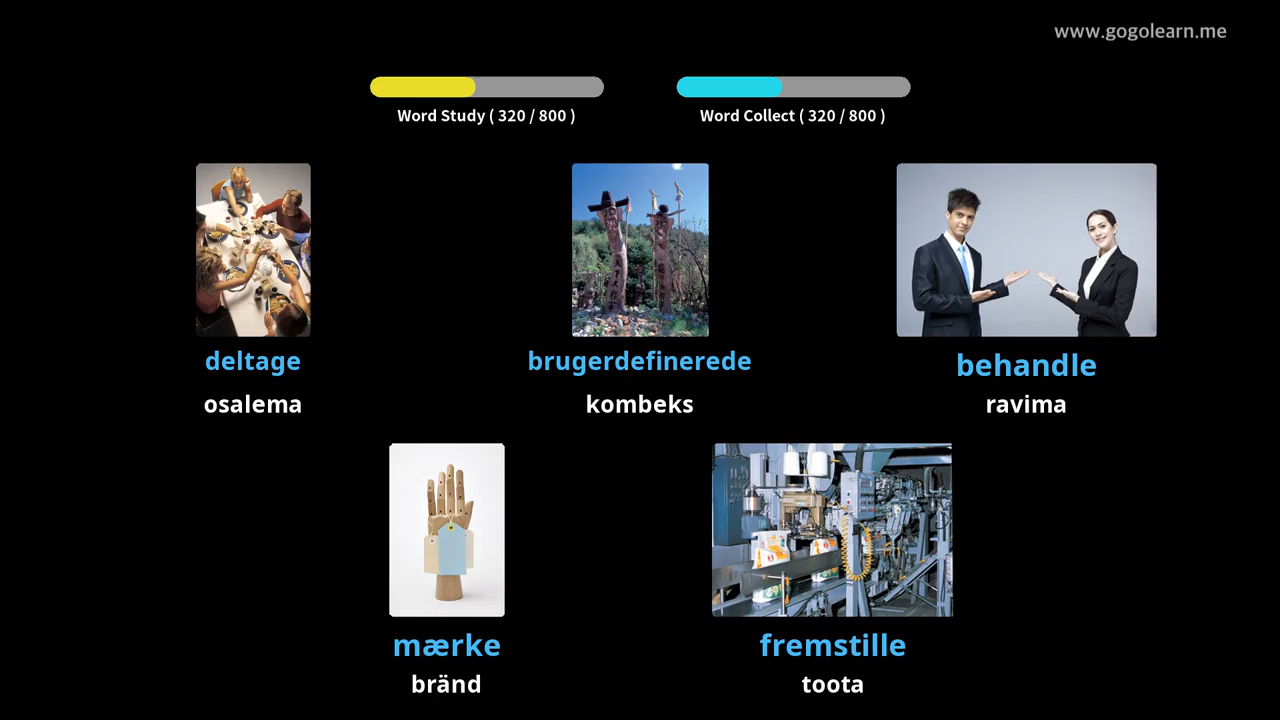 www.gogolearn.me
Word Study ( 320 / 800 )
Word Collect ( 320 / 800 )
deltage
brugerdefinerede
behandle
osalema
kombeks
ravima
mærke
fremstille
bränd
toota